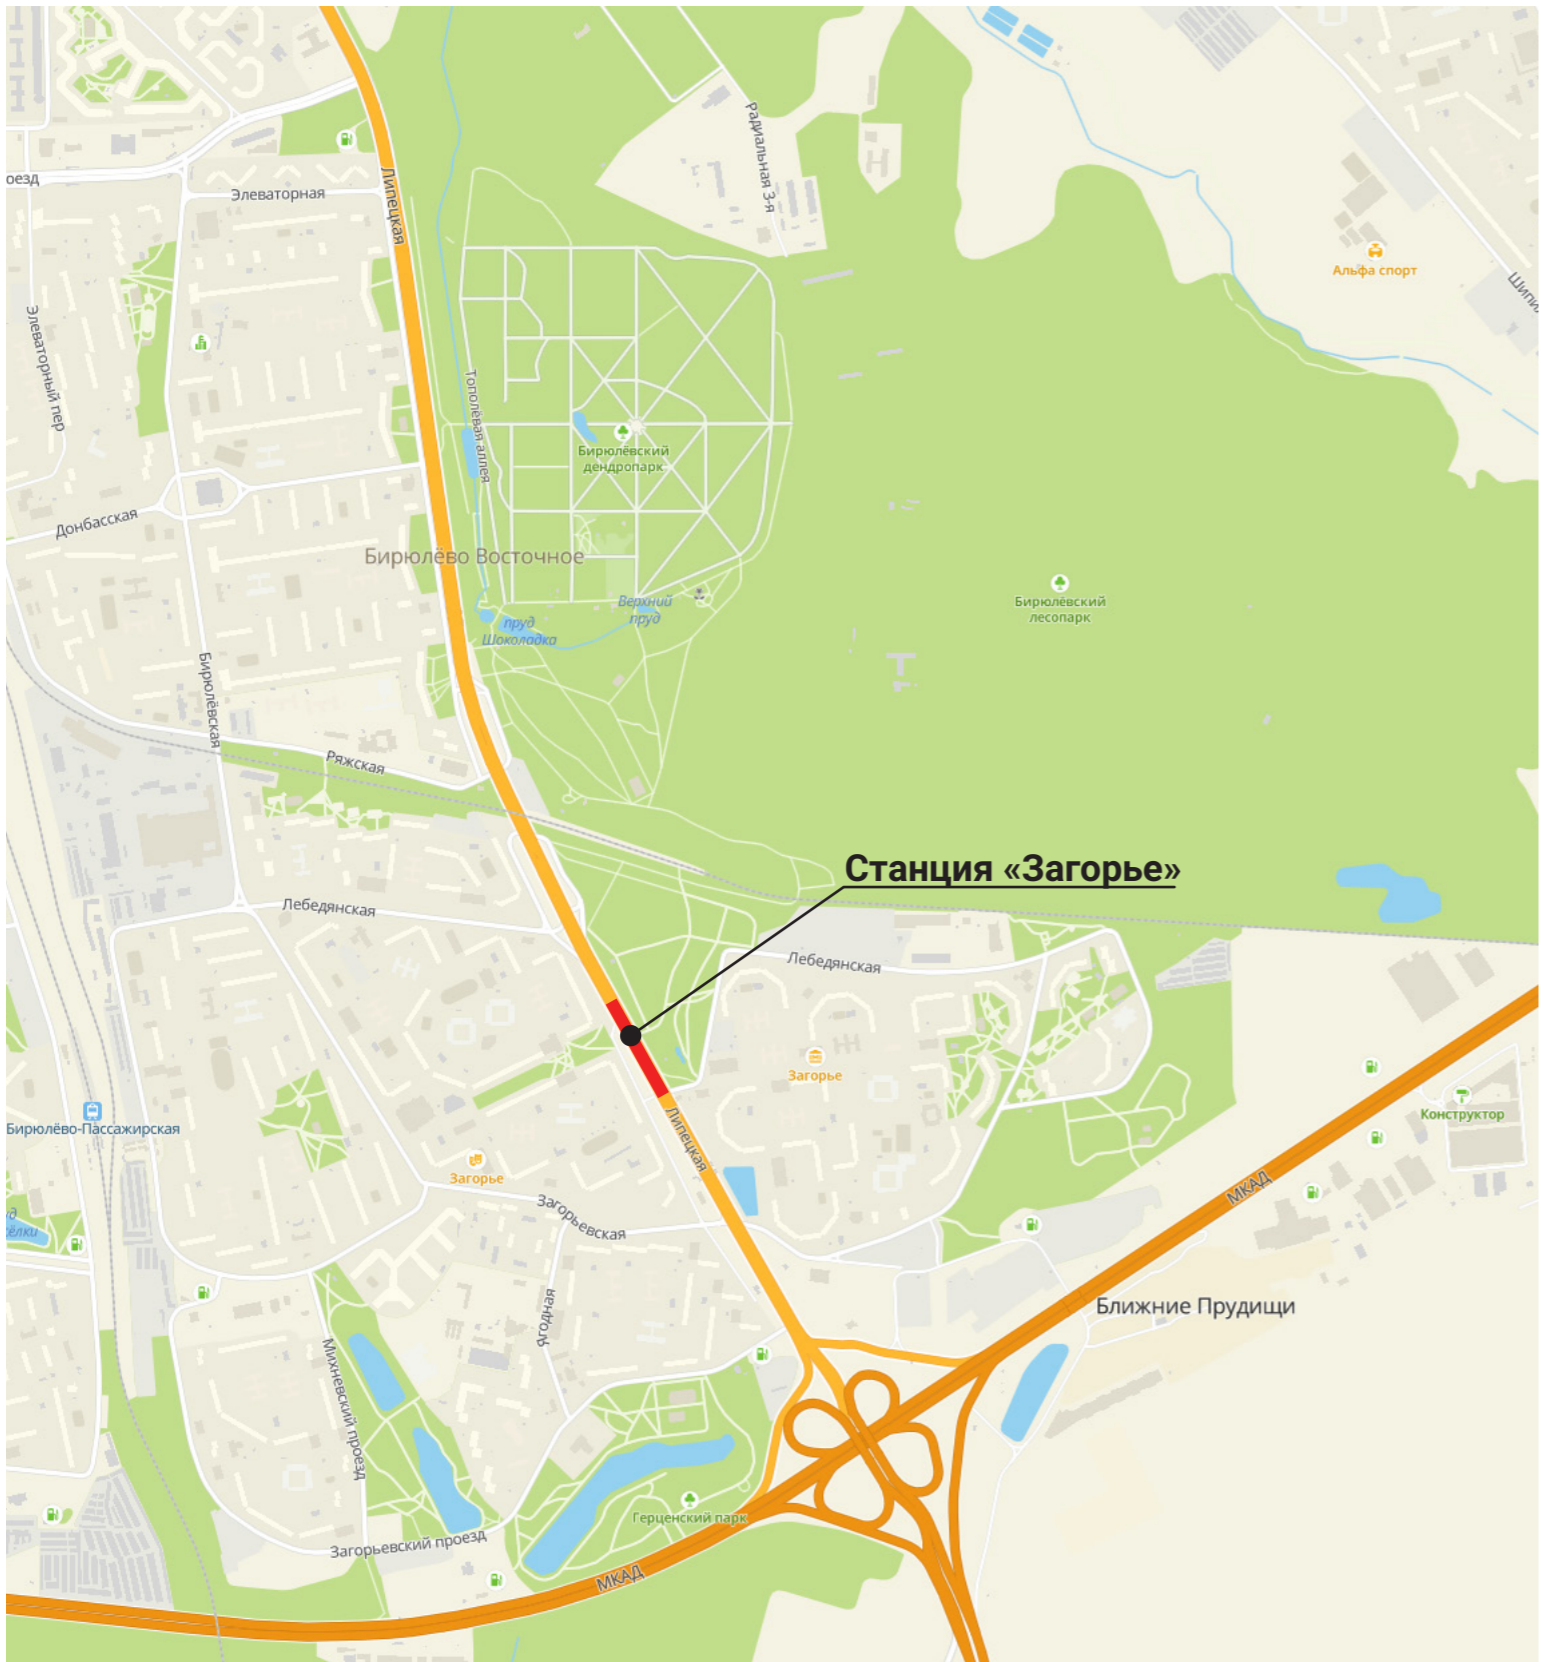 Радиальная 3-я
оезд
Элеваторная
Липецкая
Альфа спорт
Элеваторный пер
Тополёвая аллея
Бирюлёвский
дендропарк
Донбасская
Бирюлёво Восточное
Верхний
пруд
пруд
Шоколадка
Бирюлёвский
лесопарк
Бирюлёвская
Ряжская
Станция «Загорье»
Лебедянская
Лебедянская
Загорье
Бирюлёво-Пассажирская
Конструктор
Липецкая
Загорье
МКАД
Загорьевская
Ближние Прудищи
Ягодная
Михневский проезд
Герценский парк
Загорьевский проезд
МКАД